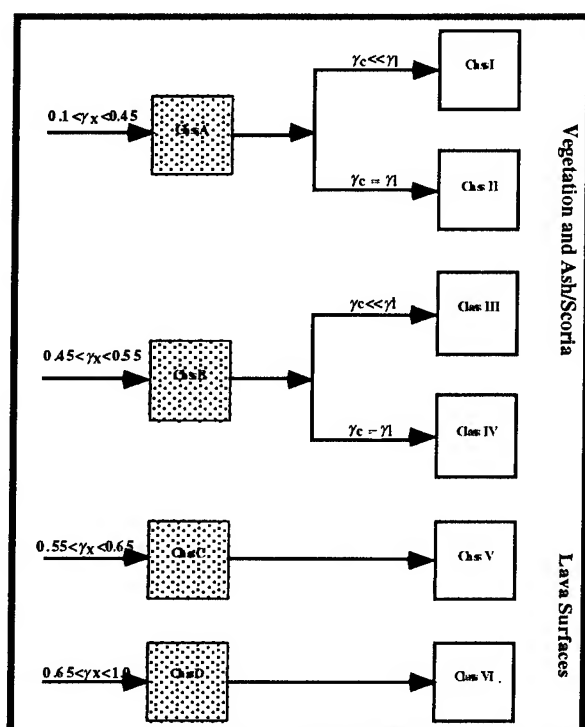 γc<<γl
Class I
0.1<γx<0.45
Class A
γc = γl
Class II
Vegetation and Ash/Scoria
γc<<γl
Class III
0.45<γx<0.55
Class B
γc = γl
Class IV
0.55<γx<0.65
Class C
Class V
Lava Surfaces
0.65<γx<1.0
Class D
Class VI